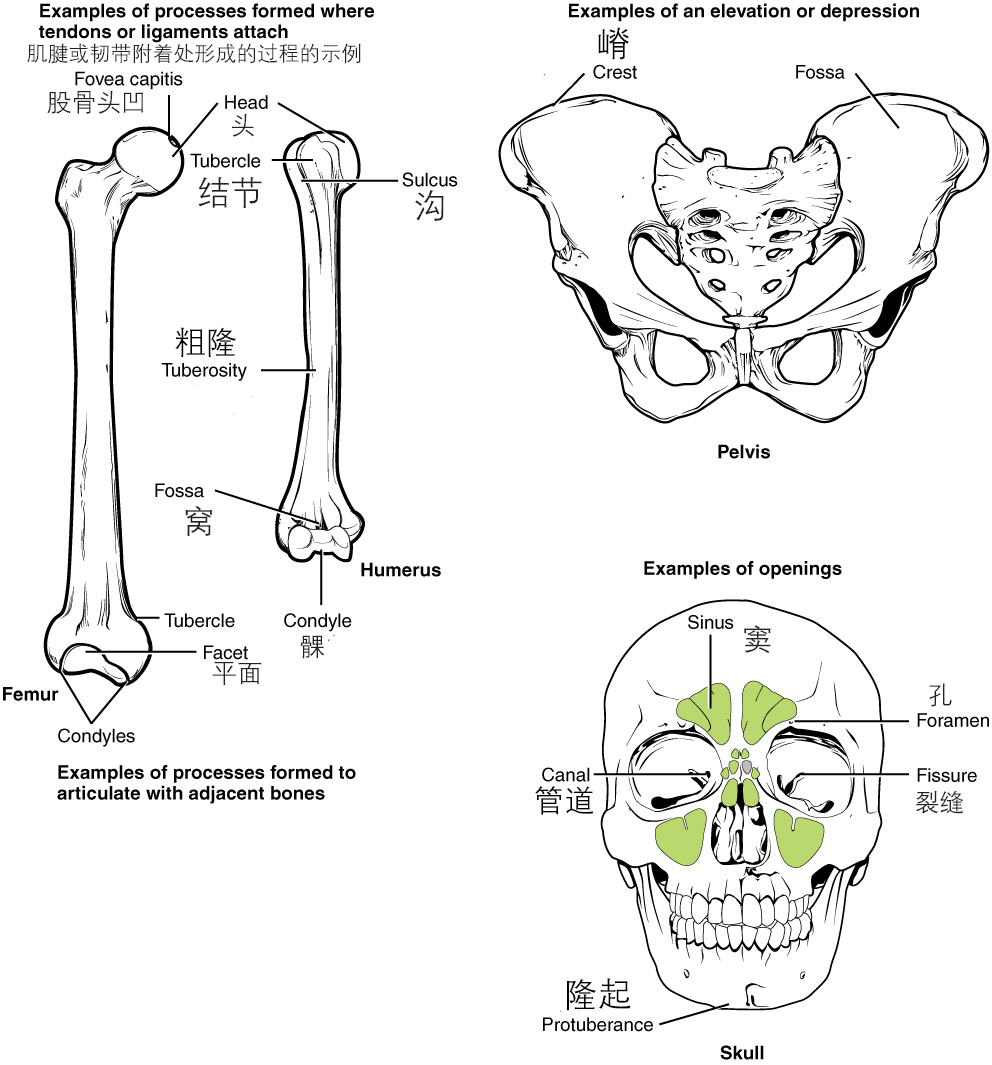 Examples of processes formed where
tendons or ligaments attach
肌腱或韧带附着处形成的过程的示例
Fovea capitis
股骨头凹
Head
头
Tubercle
结节
Sulcus
沟
粗隆
Tuberosity
Fossa
窝
Humerus
Condyle
髁
Tubercle
Facet
平面
Femur
Condyles
Examples of processes formed to
articulate with adjacent bones
Examples of an elevation or depression
嵴
Crest
Fossa
Pelvis
Examples of openings
Sinus
窦
孔
Foramen
Canal
管道
Fissure
裂缝
隆起
Protuberance
Skull